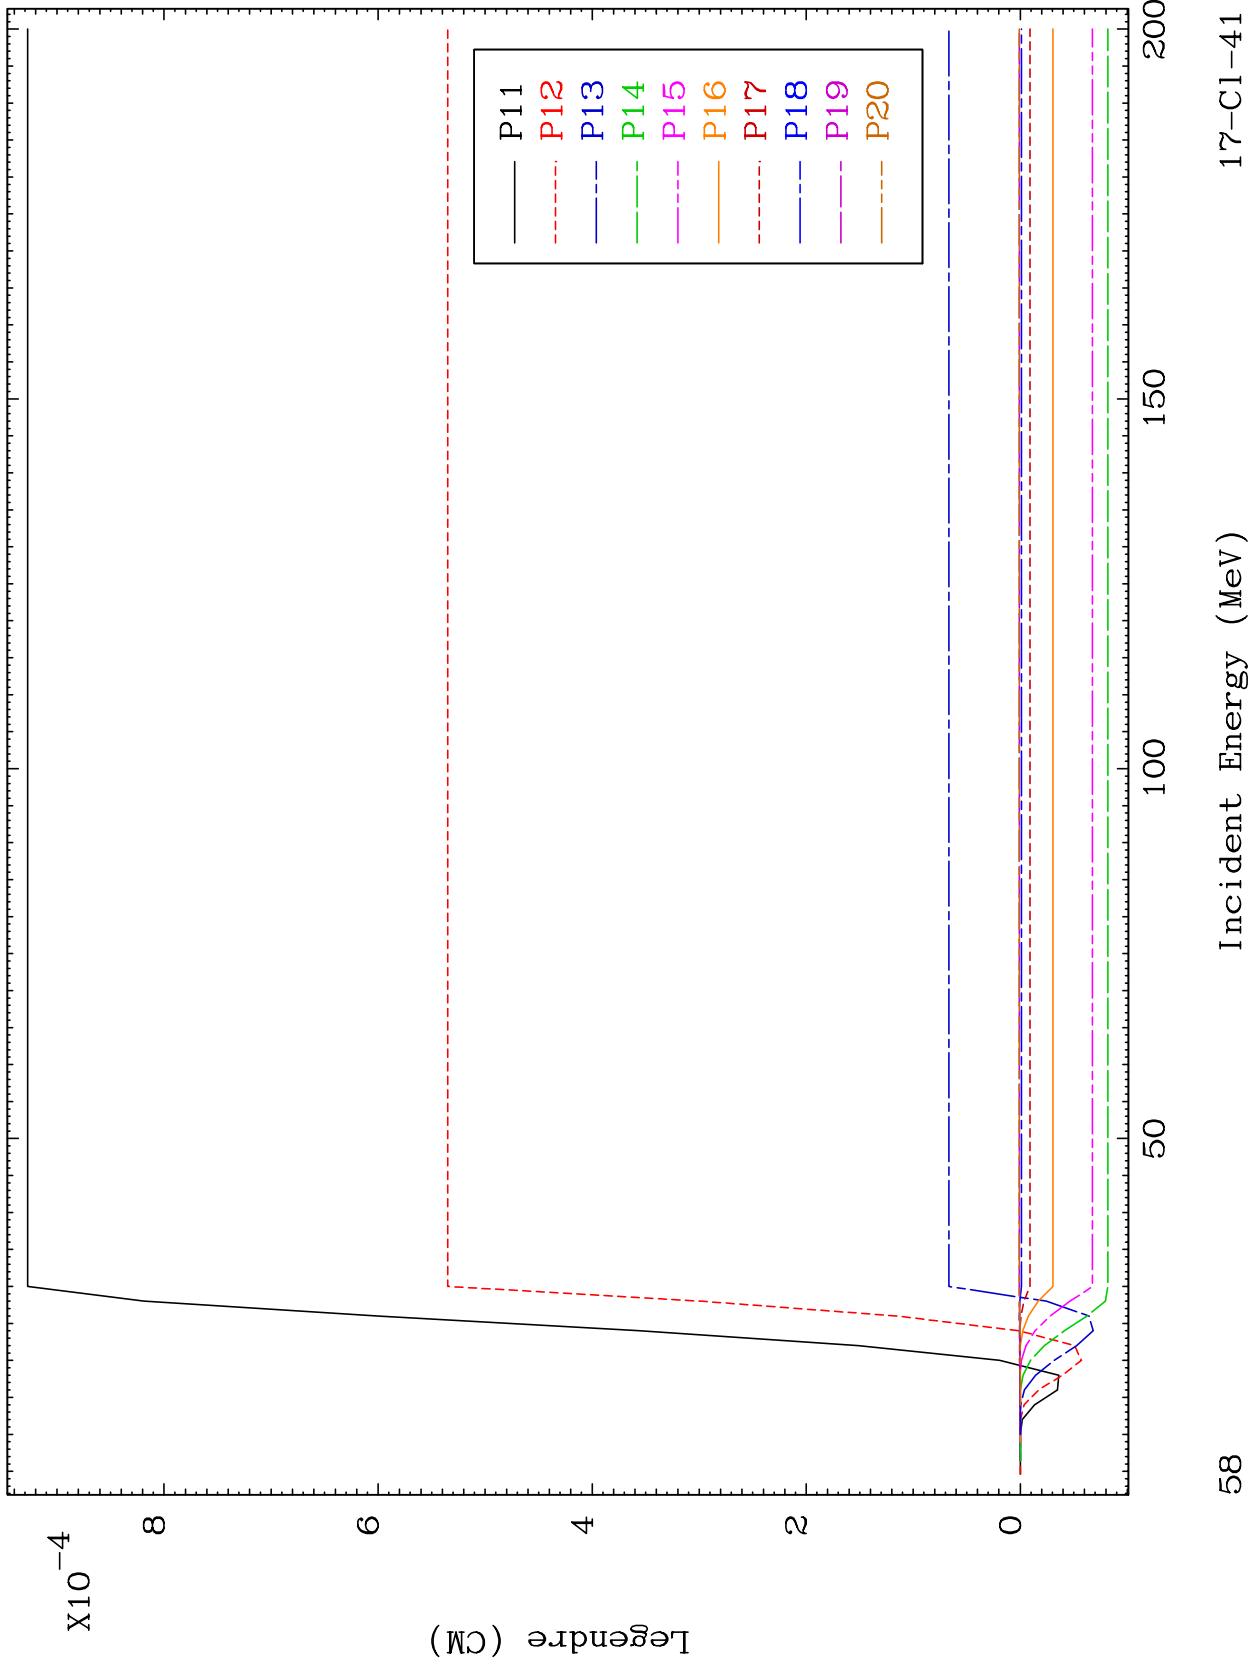 X10-4
8
6
4
2
0
Legendre (CM)
P11
P12
P13
P14
P15
P16
P17
P18
P19
P20
50
100
150
200
Incident Energy (MeV)
58
17-Cl-41